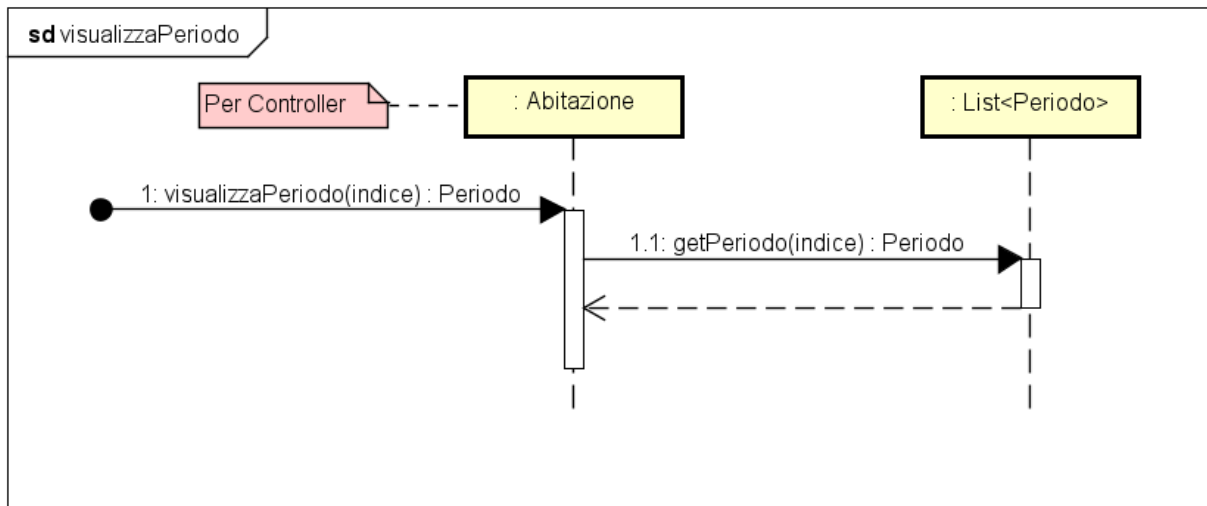 sd visualizzaPeriodo
Per Controller
: Abitazione
: List<Periodo>
1: visualizzaPeriodo(indice) : Periodo
1.1: getPeriodo(indice) : Periodo